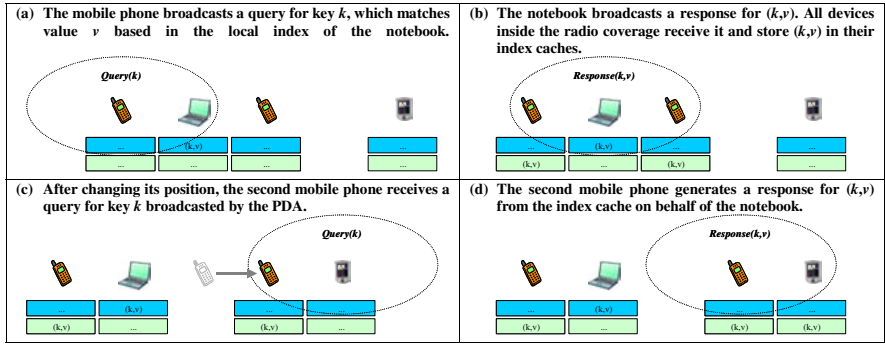 (a) The mobile phone broadcasts a query for key k, which matches
value v based in the local index of the notebook.
Query(k)
... (k,v) ... ...
... ... ... ...
(b) The notebook broadcasts a response for (k,v). All devices
inside the radio coverage receive it and store (k,v) in their
index caches.
Response(k,v)
... (k,v) ... ...
(k,v) ... (k,v) ...
(c) After changing its position, the second mobile phone receives a
query for key k broadcasted by the PDA.
Query(k)
... (k,v) ... ...
(k,v) ... (k,v) ...
(d) The second mobile phone generates a response for (k,v)
from the index cache on behalf of the notebook.
Response(k,v)
... (k,v) ... ...
(k,v) ... (k,v) (k,v)